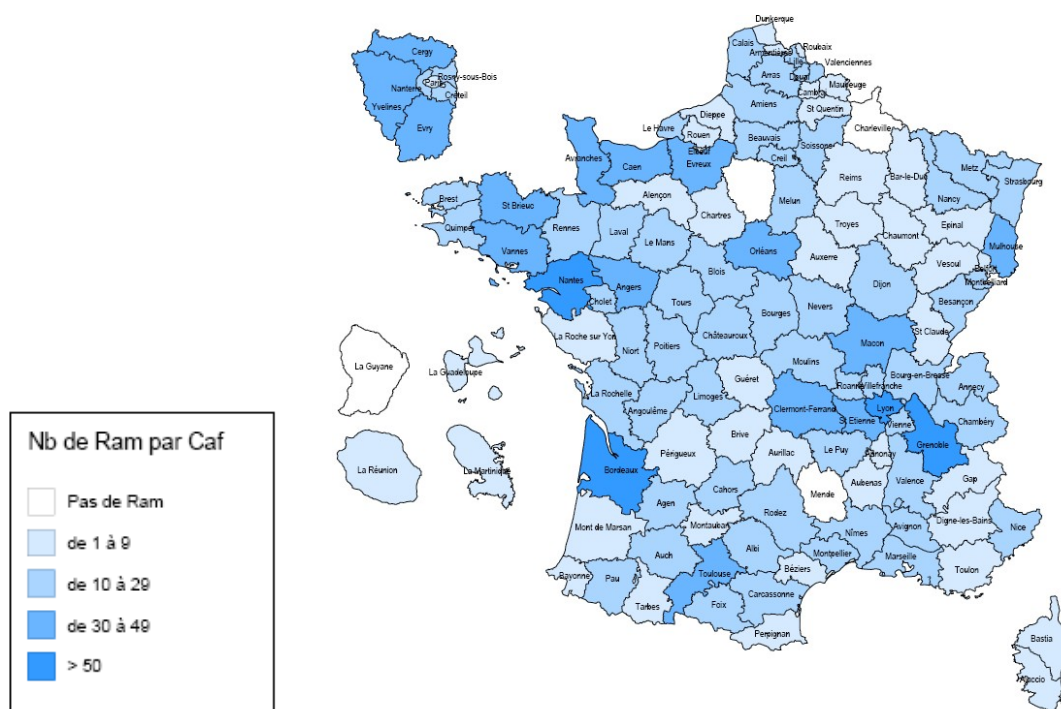 Dunkerque
Calais
Roubaix
Armentières
Lille
Valenciennes
Arras
Douai
Cambrai
Maubeuge
Cergy
Rosny-sous-Bois
Paris
Nanterre
Créteil
Yvelines
Evry
Amiens
St Quentin
Dieppe
Charleville
Le Havre
Rouen
Beauvais
Soissons
Elbeuf
Creil
Avranches
Caen
Evreux
Reims
Bar-le-Duc
Metz
Strasbourg
Nancy
Alençon
Brest
St Brieuc
Chartres
Melun
Troyes
Chaumont
Epinal
Quimper
Rennes
Laval
Le Mans
Orléans
Mulhouse
Vannes
Auxerre
Vesoul
Belfort
Blois
Montbéliard
Nantes
Angers
Dijon
Cholet
Tours
Bourges
Nevers
Besançon
La Roche sur Yon
Niort
Poitiers
Châteauroux
St Claude
Macon
La Guyane
La Guadeloupe
Moulins
Bourg-en-Bresse
Guéret
Roanne
Villefranche
Annecy
La Rochelle
Angoulême
Limoges
Clermont-Ferrand
Lyon
St Etienne
Vienne
Chambéry
Nb de Ram par Caf
Brive
Grenoble
Périgueux
Aurillac
Le Puy
Annonay
La Réunion
La Martinique
Bordeaux
Pas de Ram
Cahors
Mende
Aubenas
Valence
Gap
Agen
Rodez
de 1 à 9
Mont de Marsan
Montauban
Nîmes
Avignon
Digne-les-Bains
Nice
Auch
Albi
Montpellier
Marseille
de 10 à 29
Bayonne
Pau
Toulouse
Béziers
Toulon
Tarbes
Foix
Carcassonne
de 30 à 49
Perpignan
Bastia
> 50
Ajaccio